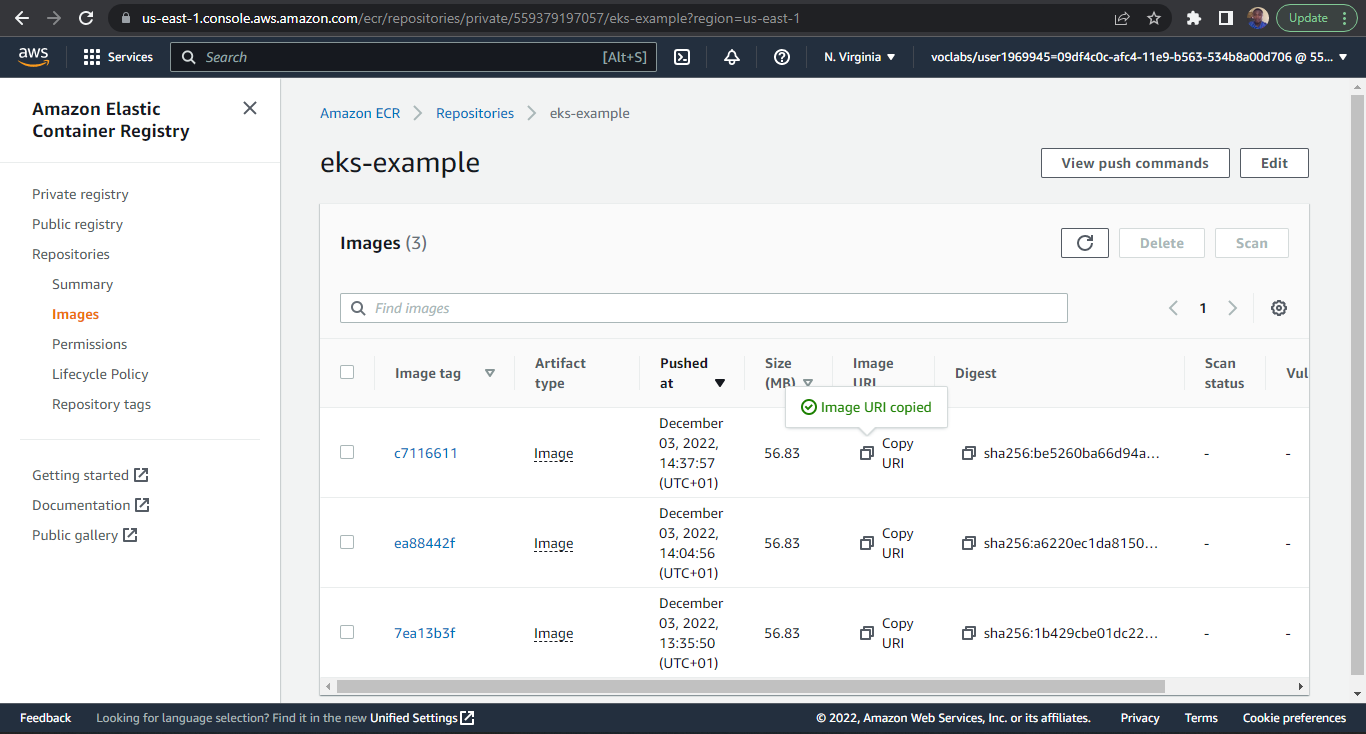 us-east-1.console.aws.amazon.com/ecr/repositories/private/559379197057/eks-example?region=us-east-1
Update
aws
Services
Search
[Alt+S]
N. Virginia
voclabs/user1969945=09df4c0c-afc4-11e9-b563-534b8a00d706 @ 55...
Amazon Elastic
Container Registry
Private registry
Public registry
Repositories
Summary
Images
Permissions
Lifecycle Policy
Repository tags
Getting started
Documentation
Public gallery
Amazon ECR
Repositories
eks-example
eks-example
View push commands
Edit
Images (3)
Delete
Scan
Find images
1
Image tag
Artifact
type
Pushed
at
Size
(MB)
Image
URI
Digest
Scan
status
Vul
Image URI copied
c7116611
Image
December
03, 2022,
14:37:57
(UTC+01)
56.83
Copy
URI
sha256:be5260ba66d94a...
-
-
ea88442f
Image
December
03, 2022,
14:04:56
(UTC+01)
56.83
Copy
URI
sha256:a6220ec1da8150...
-
-
7ea13b3f
Image
December
03, 2022,
13:35:50
(UTC+01)
56.83
Copy
URI
sha256:1b429cbe01dc22...
-
-
Feedback
Looking for language selection? Find it in the new Unified Settings
© 2022, Amazon Web Services, Inc. or its affiliates.
Privacy
Terms
Cookie preferences